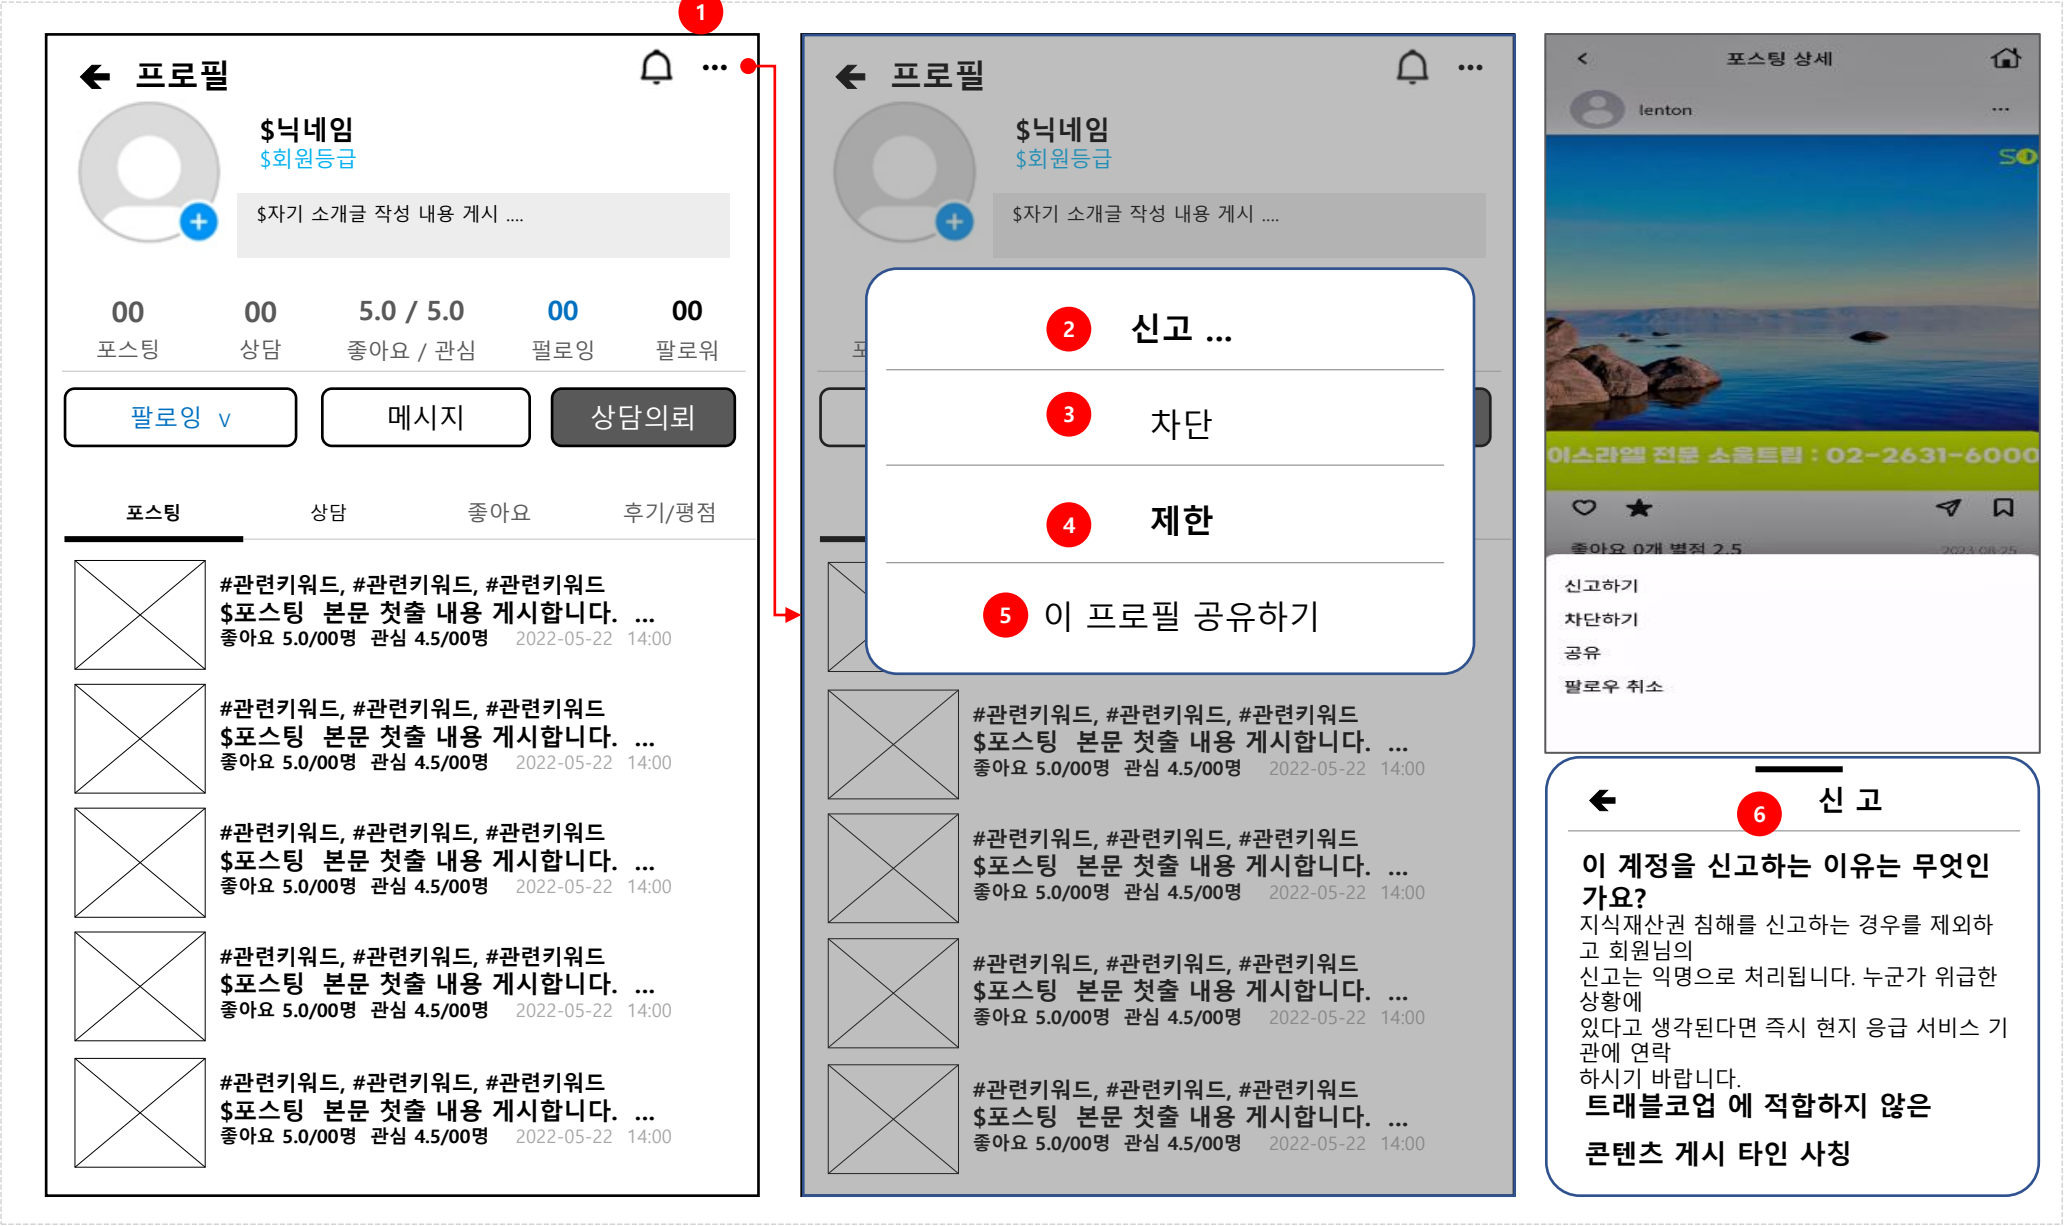 1
프로필
...
$닉네임
$회원등급
$자기 소개글 작성 내용 게시 ....
00 00 5.0 / 5.0 00 00
포스팅 상담 좋아요 / 관심 펄로잉 팔로워
팔로잉 v 메시지 상담의뢰
포스팅 상담 좋아요 후기/평점
#관련키워드, #관련키워드, #관련키워드
$포스팅 본문 첫출 내용 게시합니다. ...
좋아요 5.0/00명 관심 4.5/00명 2022-05-22 14:00
#관련키워드, #관련키워드, #관련키워드
$포스팅 본문 첫출 내용 게시합니다. ...
좋아요 5.0/00명 관심 4.5/00명 2022-05-22 14:00
#관련키워드, #관련키워드, #관련키워드
$포스팅 본문 첫출 내용 게시합니다. ...
좋아요 5.0/00명 관심 4.5/00명 2022-05-22 14:00
#관련키워드, #관련키워드, #관련키워드
$포스팅 본문 첫출 내용 게시합니다. ...
좋아요 5.0/00명 관심 4.5/00명 2022-05-22 14:00
#관련키워드, #관련키워드, #관련키워드
$포스팅 본문 첫출 내용 게시합니다. ...
좋아요 5.0/00명 관심 4.5/00명 2022-05-22 14:00
프로필
...
$닉네임
$회원등급
$자기 소개글 작성 내용 게시 ....
2 신고 ...
3 차단
4 제한
5 이 프로필 공유하기
#관련키워드, #관련키워드, #관련키워드
$포스팅 본문 첫출 내용 게시합니다. ...
좋아요 5.0/00명 관심 4.5/00명 2022-05-22 14:00
#관련키워드, #관련키워드, #관련키워드
$포스팅 본문 첫출 내용 게시합니다. ...
좋아요 5.0/00명 관심 4.5/00명 2022-05-22 14:00
#관련키워드, #관련키워드, #관련키워드
$포스팅 본문 첫출 내용 게시합니다. ...
좋아요 5.0/00명 관심 4.5/00명 2022-05-22 14:00
#관련키워드, #관련키워드, #관련키워드
$포스팅 본문 첫출 내용 게시합니다. ...
좋아요 5.0/00명 관심 4.5/00명 2022-05-22 14:00
포스팅 상세
lenton ...
이스라엘 전문 소울트립 : 02-2631-6000
좋아요 0개 별점 2.5 2023-08-25
신고하기
차단하기
공유
팔로우 취소
6 신 고
이 계정을 신고하는 이유는 무엇인
가요?
지식재산권 침해를 신고하는 경우를 제외하
고 회원님의
신고는 익명으로 처리됩니다. 누군가 위급한
상황에
있다고 생각된다면 즉시 현지 응급 서비스 기
관에 연락
하시기 바랍니다.
트래블코업 에 적합하지 않은
콘텐츠 게시 타인 사칭